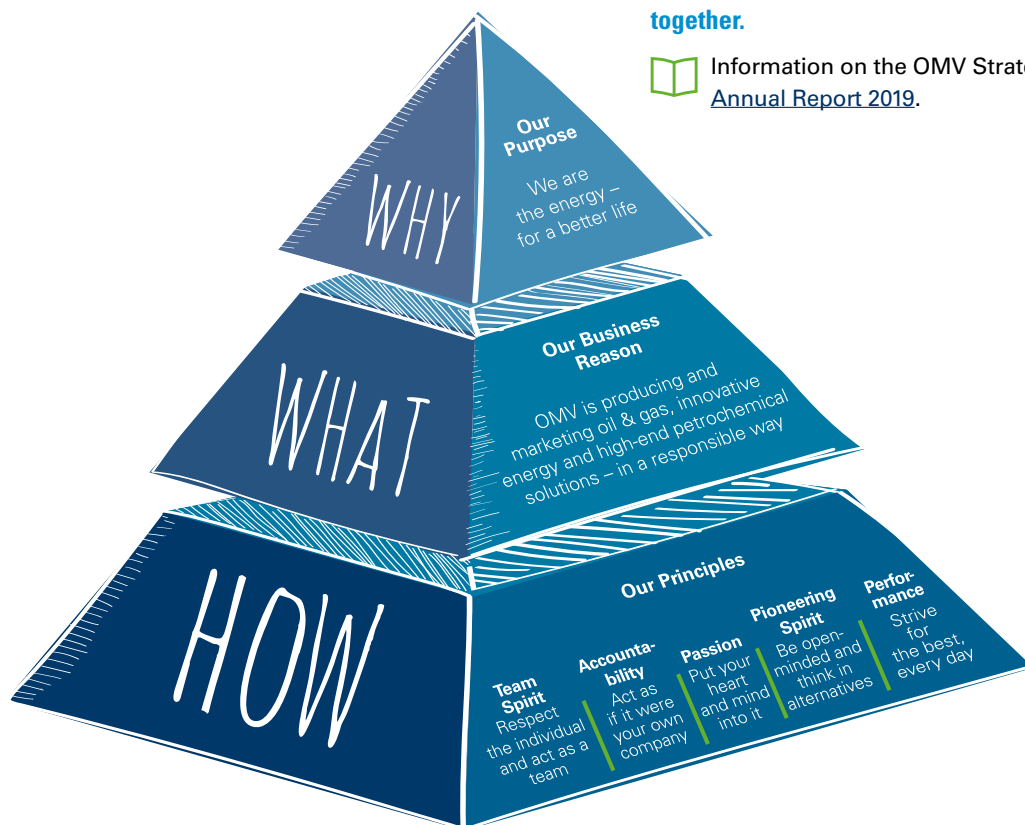 together.
Information on the OMV Strate
Annual Report 2019.
WHY
Our
Purpose
We are
the energy –
for a better life
WHAT
Our Business
Reason
OMV is producing and
marketing oil & gas, innovative
energy and high-end petrochemical
solutions – in a responsible way
HOW
Our Principles
Team
Spirit
Respect
the individual
and act as a
team
Accounta-
bility
Act as
if it were
your own
company
Passion
Put your
heart
and mind
into it
Pioneering
Spirit
Be open-
minded and
think in
alternatives
Perfor-
mance
Strive
for
the best,
every day